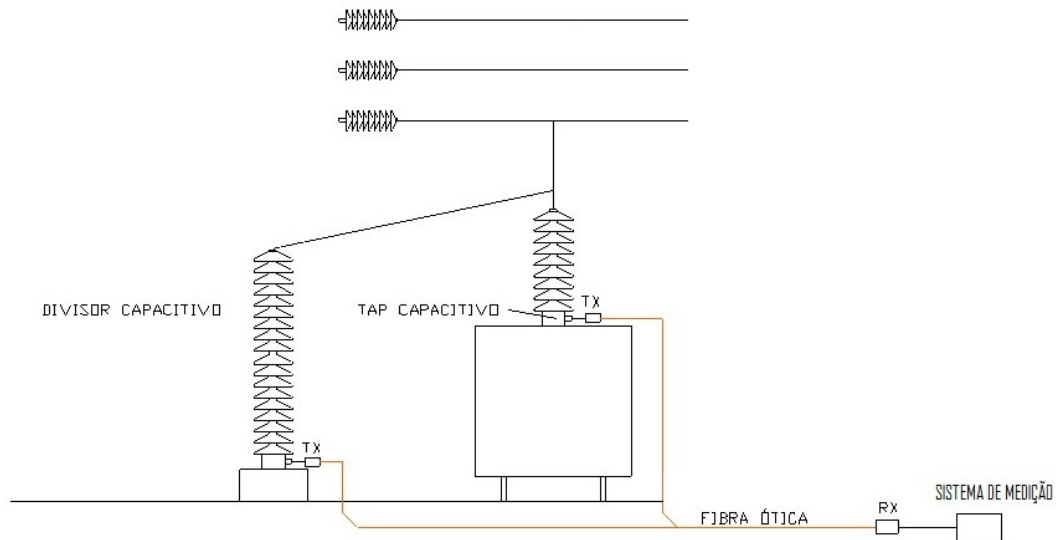 DIVISOR CAPACITIVO
TAP CAPACITIVO
TX
TX
FIBRA ÓTICA
RX
SISTEMA DE MEDIÇÃO